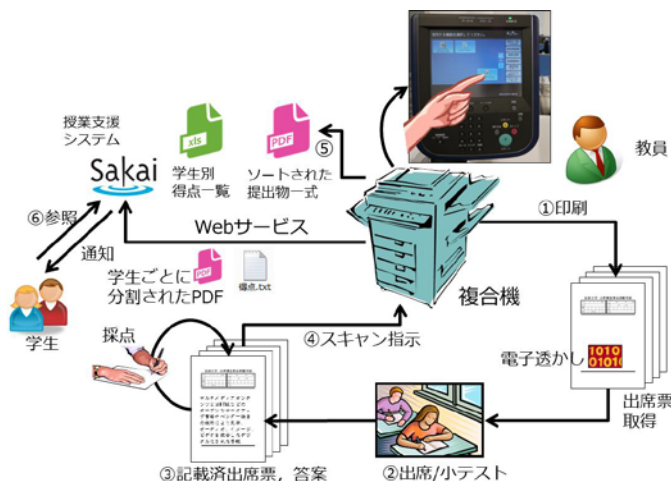 授業支援
システム
Sakai
xls
学生別
得点一覧
PDF
⑤
ソートされた
提出物一式
教員
⑥参照
通知
Webサービス
①印刷
学生ごとに
分割されたPDF
PDF
得点.txt
複合機
学生
採点
④スキャン指示
電子透かし
1010
01010
出席票
取得
②出席/小テスト
③記載済出席票，答案